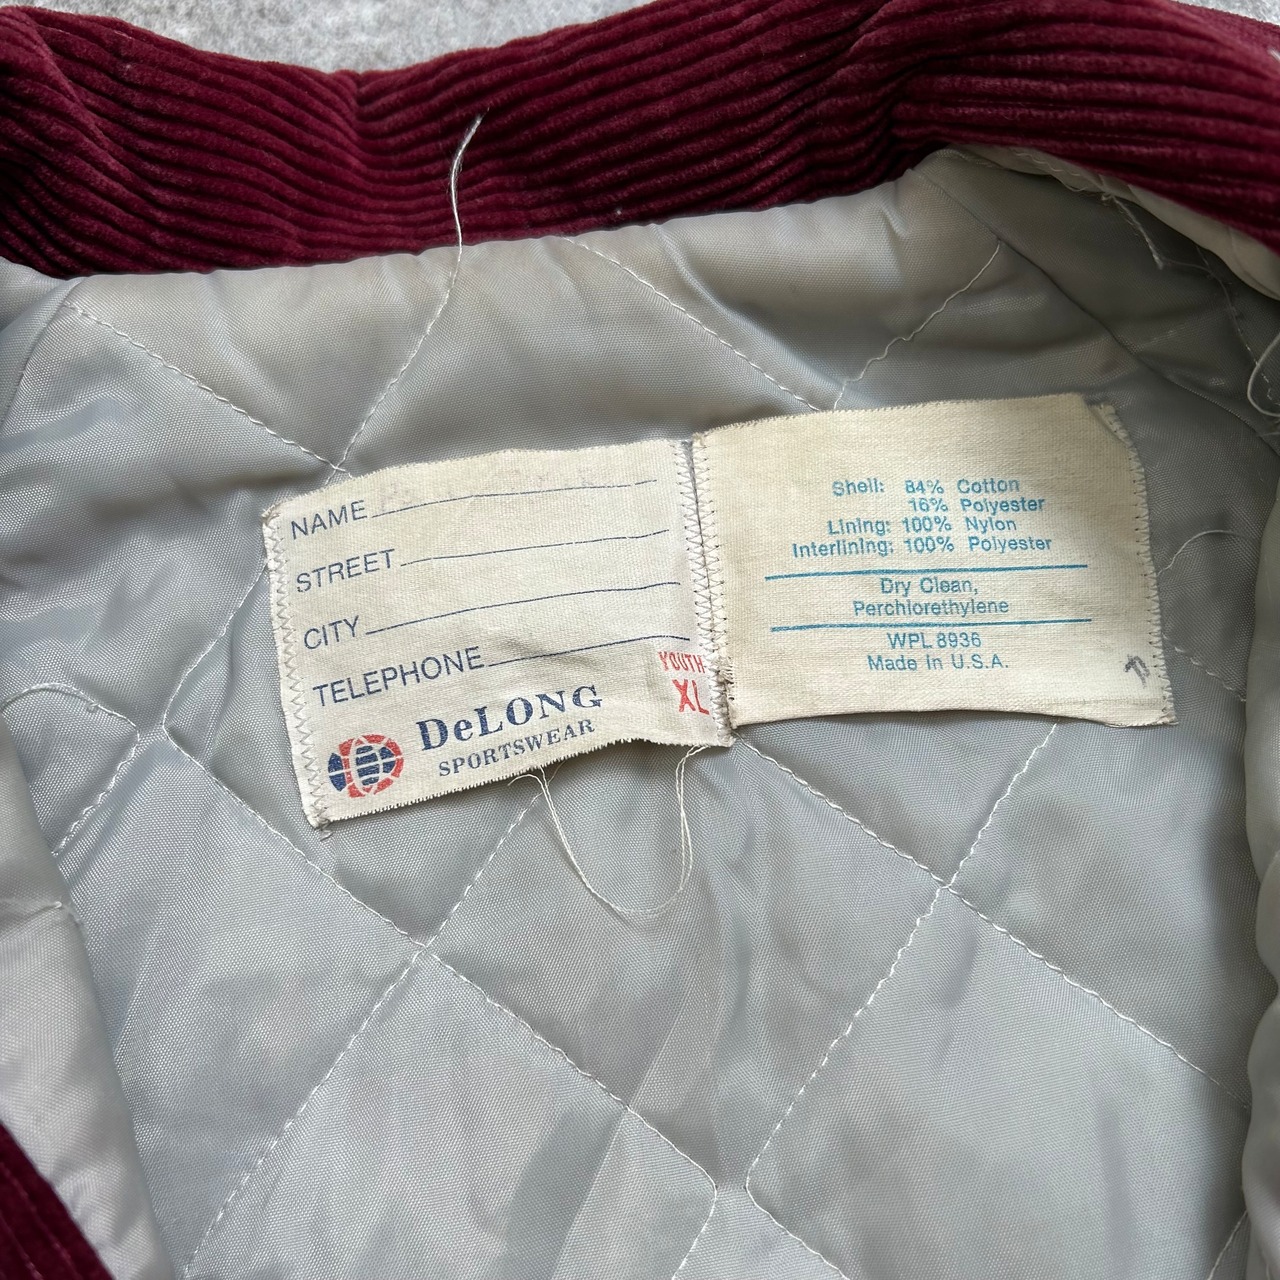 NAME
STREET
CITY
TELEPHONE
YOUTH
XL
DeLONG
SPORTSWEAR
Shell: 84% Cotton
16% Polyester
Lining: 100% Nylon
Interlining: 100% Polyester
Dry Clean,
Perchlorethylene
WPL 8936
Made In U.S.A.